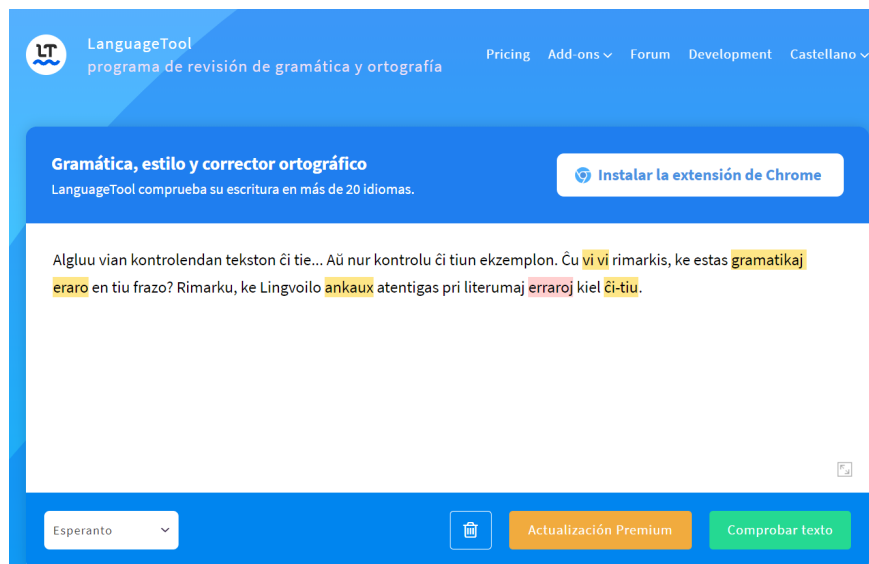 LT
LanguageTool
programa de revisión de gramática y ortografía
Pricing Add-ons Forum Development Castellano
Gramática, estilo y corrector ortográfico
LanguageTool comprueba su escritura en más de 20 idiomas.
Instalar la extensión de Chrome
Algluu vian kontrolendan tekston ĉi tie... Aŭ nur kontrolu ĉi tiun ekzemplon. Ĉu vi vi rimarkis, ke estas gramatikaj
eraro en tiu frazo? Rimarku, ke Lingvoilo ankaux atentigas pri literumaj erraroj kiel ĉi-tiu.
Esperanto
Actualización Premium
Comprobar texto